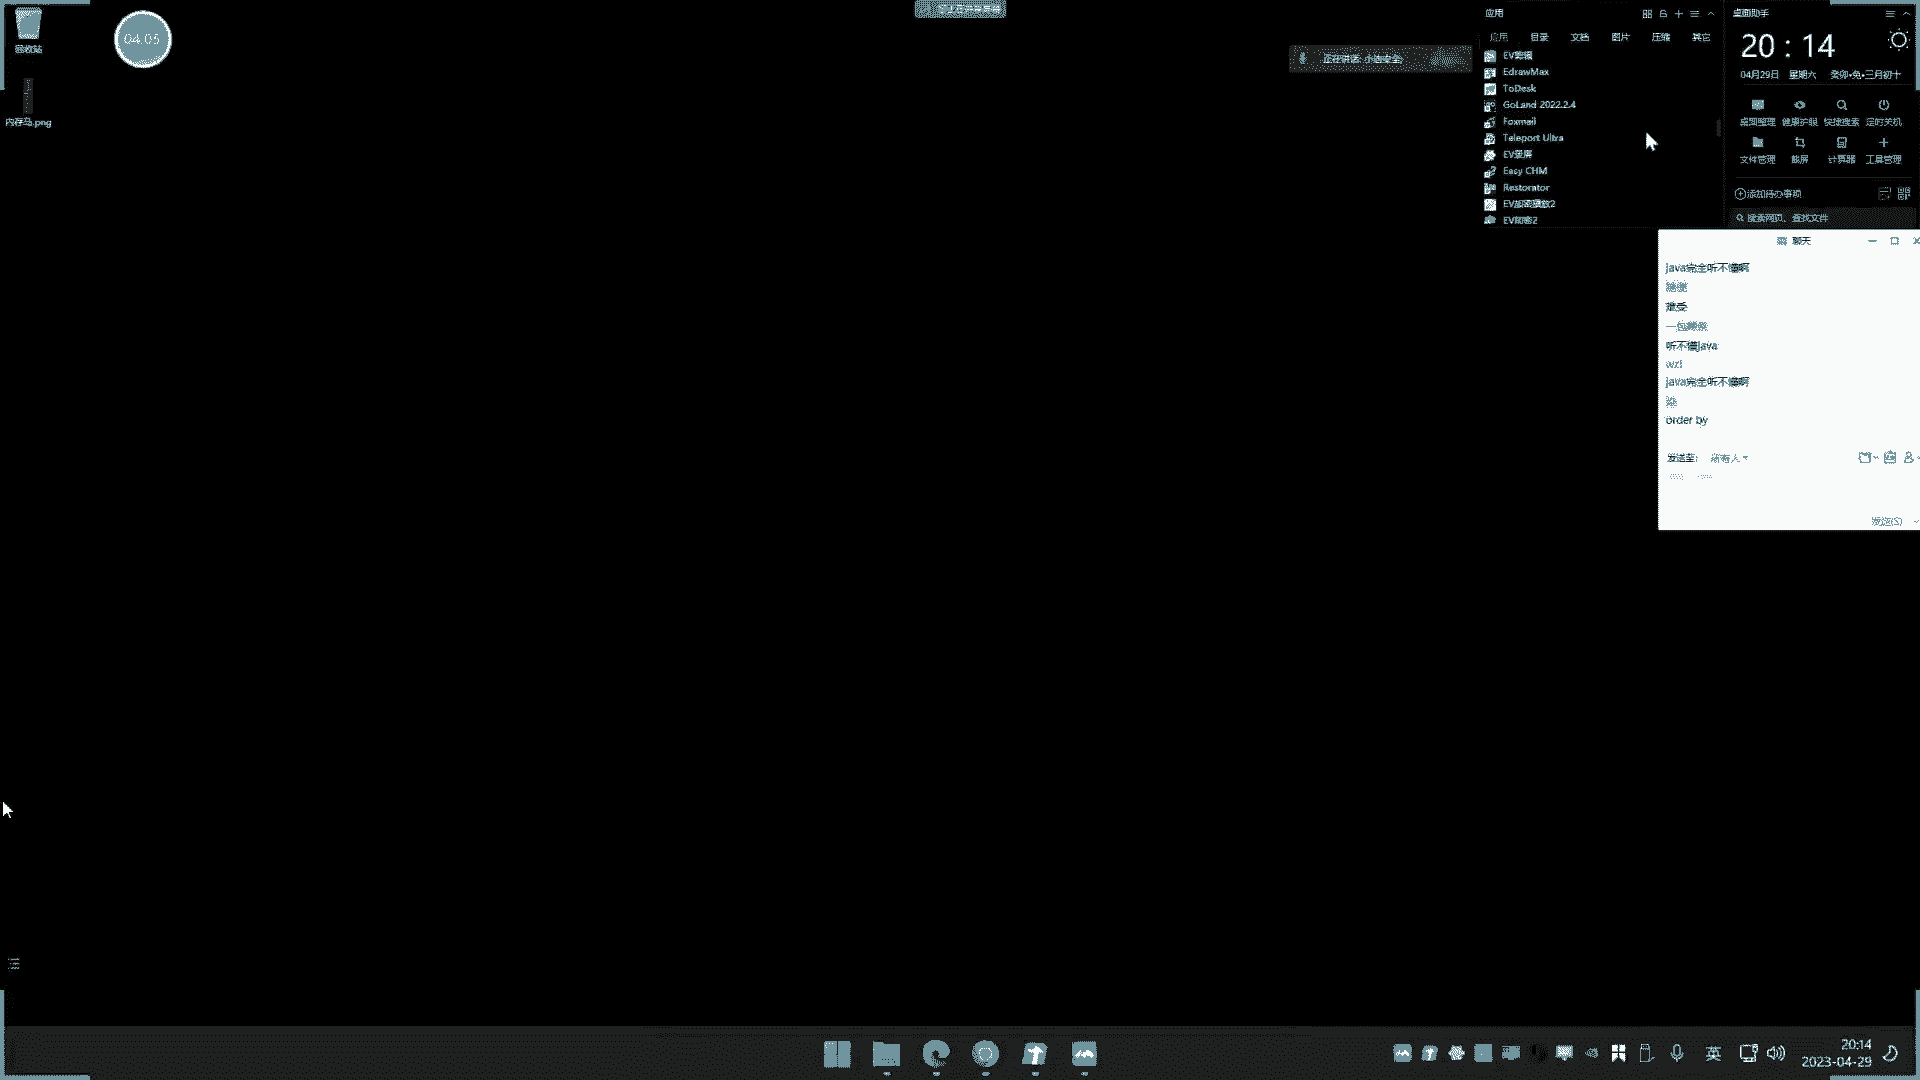 回收站
04:05
内存马.png
应用
应用 目录 文档 图片 压缩 其它
EV剪辑
EdrawMax
ToDesk
GoLand 2022.2.4
Foxmail
Teleport Ultra
EV录屏
Easy CHM
Restorator
EV加密播放2
EV加密2
正在讲话: 小迪安全;
桌面助手
20 : 14
04月29日 星期六 癸卯•兔•三月初十
桌面整理 健康护眼 快捷搜索 定时关机
文件管理 截屏 计算器 工具管理
添加待办事项
搜索网页、查找文件
聊天
java完全听不懂啊
难受
听不懂java
wzl
java完全听不懂啊
order by
发送至: 所有人
发送(S)
英
20:14
2023-04-29